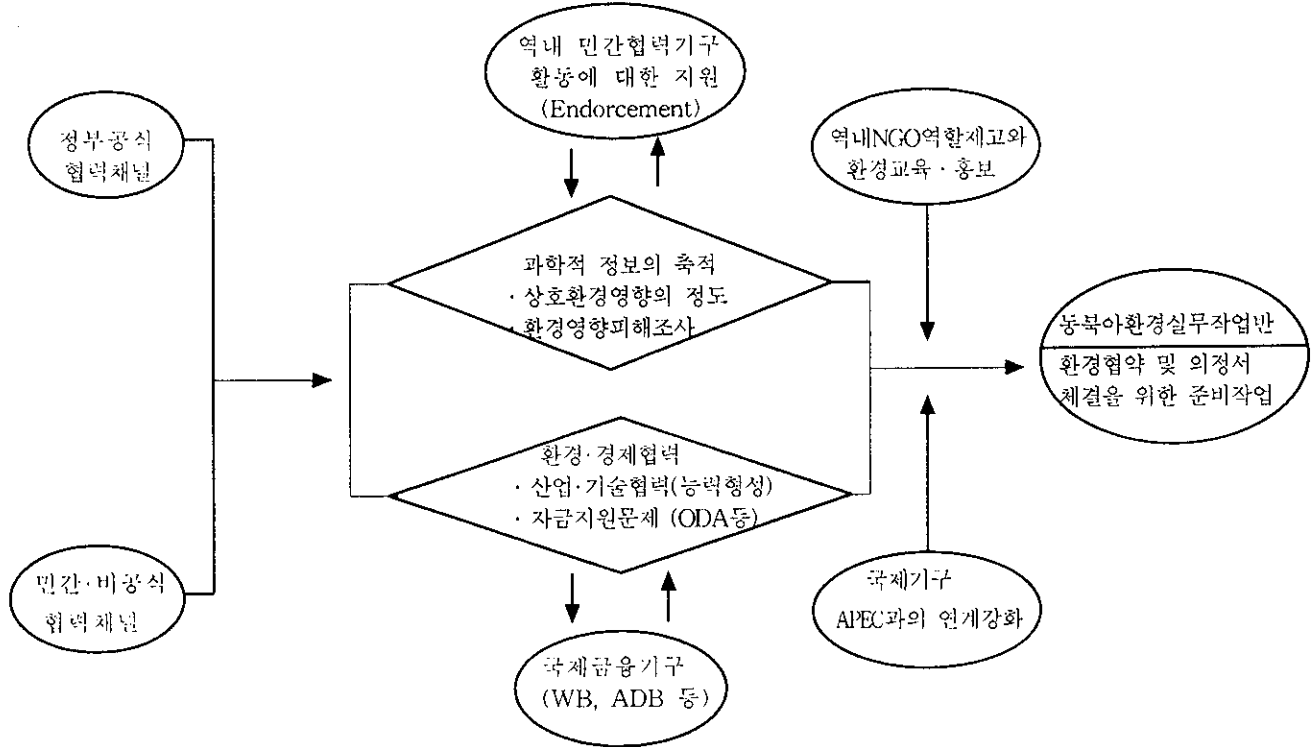 역내 민간협력기구
활동에 대한 지원
(Endorcement)
정부공식
협력채널
역내NGO역할제고와
환경교육·홍보
과학적 정보의 축적
· 상호환경영향의 정도
· 환경영향피해조사
동북아환경실무작업반
환경협약 및 의정서
체결을 위한 준비작업
환경·경제협력
· 산업·기술협력(능력형성)
· 자금지원문제 (ODA등)
민간·비공식
협력채널
국제기구
APEC과의 연계강화
국제금융기구
(WB, ADB 등)